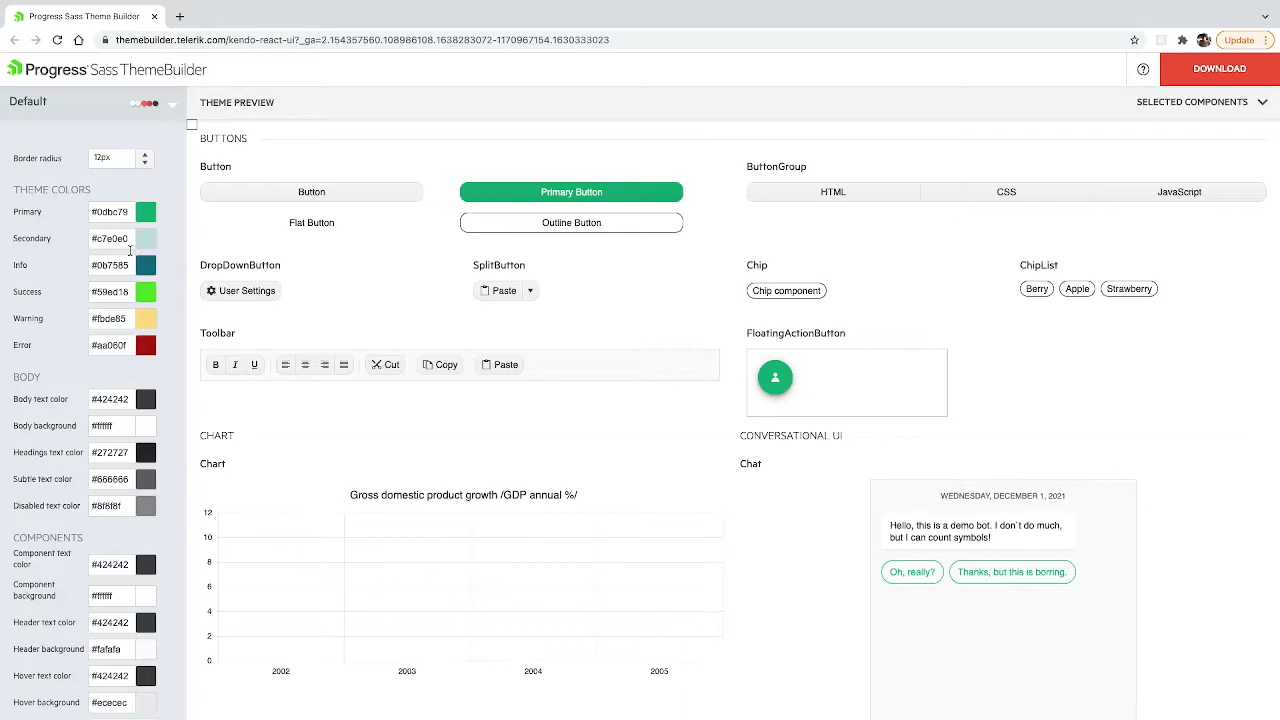 Progress Sass Theme Builder
themebuilder.telerik.com/kendo-react-ui?_ga=2.154357560.108986108.1638283072-1170967154.1630333023
Update
Progress Sass ThemeBuilder
DOWNLOAD
Default
THEME PREVIEW
SELECTED COMPONENTS
Border radius 12px
THEME COLORS
Primary #0dbc79
Secondary #c7e0e0
Info #0b7585
Success #59ed18
Warning #fbde85
Error #aa060f
BODY
Body text color #424242
Body background #ffffff
Headings text color #272727
Subtle text color #666666
Disabled text color #8f8f8f
COMPONENTS
Component text color #424242
Component background #ffffff
Header text color #424242
Header background #fafafa
Hover text color #424242
Hover background #ececec
BUTTONS
Button
Button
Primary Button
Flat Button
Outline Button
ButtonGroup
HTML CSS JavaScript
DropDownButton
User Settings
SplitButton
Paste
Chip
Chip component
ChipList
Berry Apple Strawberry
Toolbar
B I U Cut Copy Paste
FloatingActionButton
CHART
Chart
Gross domestic product growth /GDP annual %/
12
10
8
6
4
2
0
2002 2003 2004 2005
CONVERSATIONAL UI
Chat
WEDNESDAY, DECEMBER 1, 2021
Hello, this is a demo bot. I don`t do much,
but I can count symbols!
Oh, really? Thanks, but this is borring.